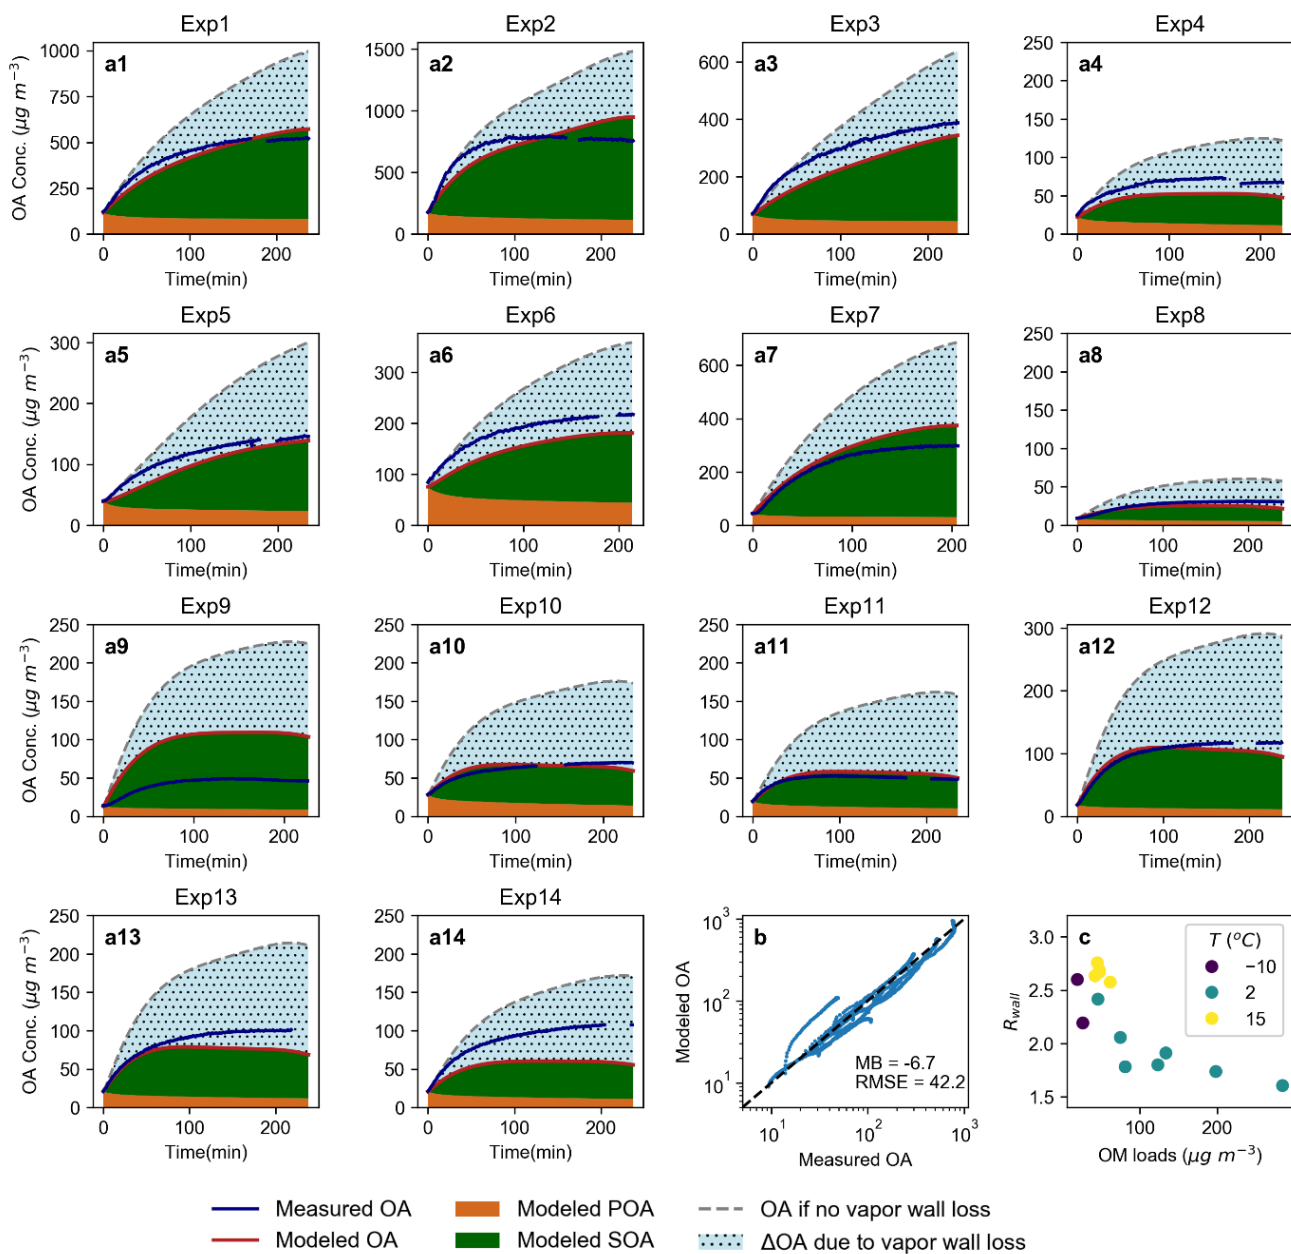 Exp1 Exp2 Exp3 Exp4
OA Conc. (μg m⁻³)
1000 750 500 250 0
a1
0 100 200
Time(min)
1500 1000 500 0
a2
0 100 200
Time(min)
600 400 200 0
a3
0 100 200
Time(min)
250 200 150 100 50 0
a4
0 100 200
Time(min)
Exp5 Exp6 Exp7 Exp8
OA Conc. (μg m⁻³)
300 200 100 0
a5
0 100 200
Time(min)
300 200 100 0
a6
0 100 200
Time(min)
600 400 200 0
a7
0 100 200
Time(min)
250 200 150 100 50 0
a8
0 100 200
Time(min)
Exp9 Exp10 Exp11 Exp12
OA Conc. (μg m⁻³)
250 200 150 100 50 0
a9
0 100 200
Time(min)
250 200 150 100 50 0
a10
0 100 200
Time(min)
250 200 150 100 50 0
a11
0 100 200
Time(min)
300 200 100 0
a12
0 100 200
Time(min)
Exp13 Exp14
OA Conc. (μg m⁻³)
250 200 150 100 50 0
a13
0 100 200
Time(min)
250 200 150 100 50 0
a14
0 100 200
Time(min)
Modeled OA
10³ 10² 10¹
b
MB = -6.7
RMSE = 42.2
10¹ 10² 10³
Measured OA
R_wall
3.0 2.5 2.0 1.5
c
T (°C)
−10
2
15
100 200
OM loads (μg m⁻³)
Measured OA
Modeled OA
Modeled POA
Modeled SOA
OA if no vapor wall loss
ΔOA due to vapor wall loss